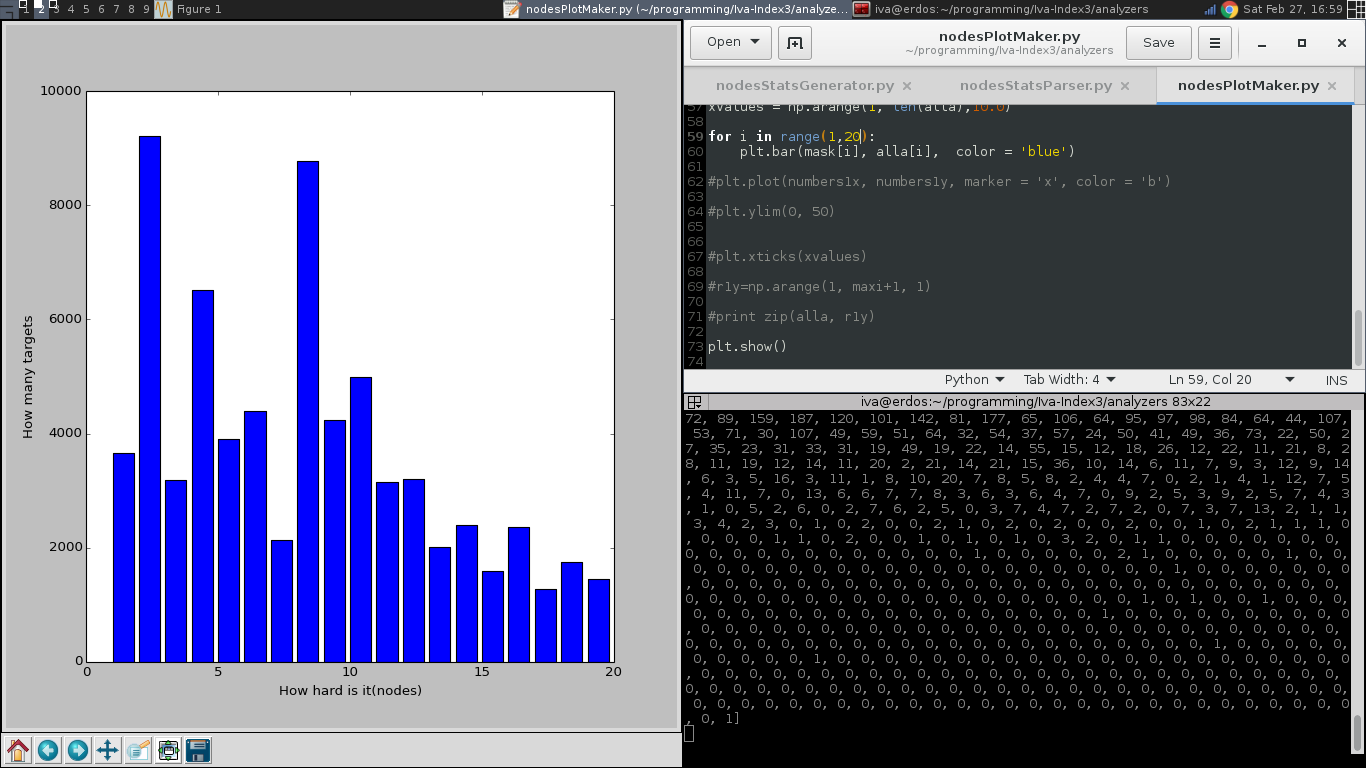 1 2 3 4 5 6 7 8 9 Figure 1
nodesPlotMaker.py (~/programming/Iva-Index3/analyze...
iva@erdos:~/programming/Iva-Index3/analyzers
Sat Feb 27, 16:59
10000
8000
6000
4000
2000
0
0 5 10 15 20
How many targets
How hard is it(nodes)
Open
nodesPlotMaker.py
~/programming/Iva-Index3/analyzers
Save
nodesStatsGenerator.py nodesStatsParser.py nodesPlotMaker.py
57 xvalues = np.arange(1, len(alla),10.0)
58
59 for i in range(1,20):
60     plt.bar(mask[i], alla[i],  color = 'blue')
61
62 #plt.plot(numbers1x, numbers1y, marker = 'x', color = 'b')
63
64 #plt.ylim(0, 50)
65
66
67 #plt.xticks(xvalues)
68
69 #r1y=np.arange(1, maxi+1, 1)
70
71 #print zip(alla, r1y)
72
73 plt.show()
74
Python Tab Width: 4 Ln 59, Col 20 INS
iva@erdos:~/programming/Iva-Index3/analyzers 83x22
72, 89, 159, 187, 120, 101, 142, 81, 177, 65, 106, 64, 95, 97, 98, 84, 64, 44, 107,
 53, 71, 30, 107, 49, 59, 51, 64, 32, 54, 37, 57, 24, 50, 41, 49, 36, 73, 22, 50, 2
7, 35, 23, 31, 33, 31, 19, 49, 19, 22, 14, 55, 15, 12, 18, 26, 12, 22, 11, 21, 8, 2
8, 11, 19, 12, 14, 11, 20, 2, 21, 14, 21, 15, 36, 10, 14, 6, 11, 7, 9, 3, 12, 9, 14
, 6, 3, 5, 16, 3, 11, 1, 8, 10, 20, 7, 8, 5, 8, 2, 4, 4, 7, 0, 2, 1, 4, 1, 12, 7, 5
, 4, 11, 7, 0, 13, 6, 6, 7, 7, 8, 3, 6, 3, 6, 4, 7, 0, 9, 2, 5, 3, 9, 2, 5, 7, 4, 3
, 1, 0, 5, 2, 6, 0, 2, 7, 6, 2, 5, 0, 3, 7, 4, 7, 2, 7, 2, 0, 7, 3, 7, 13, 2, 1, 1,
 3, 4, 2, 3, 0, 1, 0, 2, 0, 0, 2, 1, 0, 2, 0, 2, 0, 0, 2, 0, 0, 1, 0, 2, 1, 1, 1, 0
, 0, 0, 0, 1, 1, 0, 2, 0, 0, 1, 0, 1, 0, 1, 0, 3, 2, 0, 1, 1, 0, 0, 0, 0, 0, 0, 0,
 0, 0, 0, 0, 0, 0, 0, 0, 0, 0, 0, 1, 0, 0, 0, 0, 0, 2, 1, 0, 0, 0, 0, 0, 1, 0, 0, 0
, 0, 0, 0, 0, 0, 0, 0, 0, 0, 0, 0, 0, 0, 0, 0, 0, 0, 0, 0, 0, 1, 0, 0, 0, 0, 0, 0,
 0, 0, 0, 0, 0, 0, 0, 0, 0, 0, 0, 0, 0, 0, 0, 0, 0, 0, 0, 0, 0, 0, 0, 0, 0, 0, 0, 0
, 0, 0, 0, 0, 0, 0, 0, 0, 0, 0, 0, 0, 0, 0, 0, 0, 0, 0, 1, 0, 1, 0, 0, 1, 0, 0, 0,
 0, 0, 0, 0, 0, 0, 0, 0, 0, 0, 0, 0, 0, 0, 0, 0, 0, 1, 0, 0, 0, 0, 0, 0, 0, 0, 0, 0
, 0, 0, 0, 0, 0, 0, 0, 0, 0, 0, 0, 0, 0, 0, 0, 0, 0, 0, 0, 0, 0, 0, 0, 0, 0, 0, 0,
 0, 0, 0, 0, 0, 0, 0, 0, 0, 0, 0, 0, 0, 0, 0, 0, 0, 0, 0, 0, 0, 1, 0, 0, 0, 0, 0
, 0, 0, 0, 0, 0, 1, 0, 0, 0, 0, 0, 0, 0, 0, 0, 0, 0, 0, 0, 0, 0, 0, 0, 0, 0, 0, 0,
 0, 0, 0, 0, 0, 0, 0, 0, 0, 0, 0, 0, 0, 0, 0, 0, 0, 0, 0, 0, 0, 0, 0, 0, 0, 0, 0, 0
, 0, 0, 0, 0, 0, 0, 0, 0, 0, 0, 0, 0, 0, 0, 0, 0, 0, 0, 0, 0, 0, 0, 0, 0, 0, 0, 0,
 0, 0, 0, 0, 0, 0, 0, 0, 0, 0, 0, 0, 0, 0, 0, 0, 0, 0, 0, 0, 0, 0, 0, 0, 0, 0, 0, 0
, 0, 1]